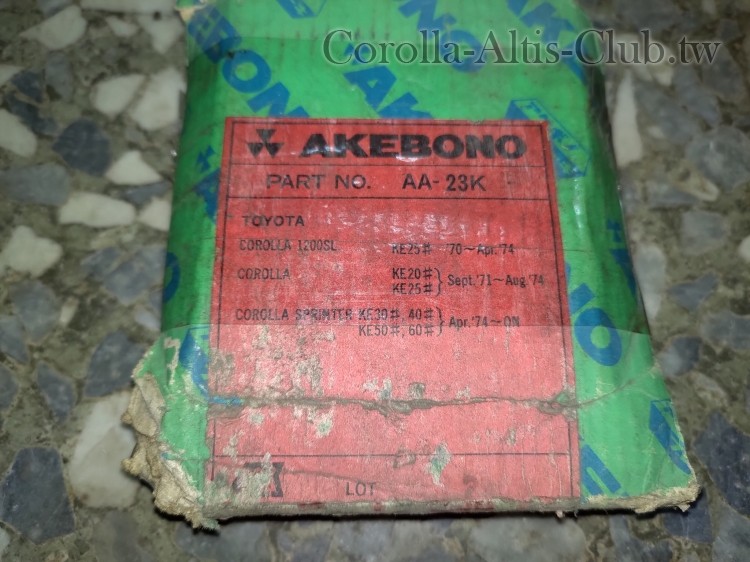 Corolla-Altis-Club.tw
AKEBONO
AKEBONO
PART NO. AA-23K
TOYOTA
COROLLA 1200SL KE25# '70~Apr.'74
COROLLA KE20# KE25# Sept.'71~Aug.'74
COROLLA SPRINTER KE30#, 40# KE50#, 60# Apr.'74~ON
LOT